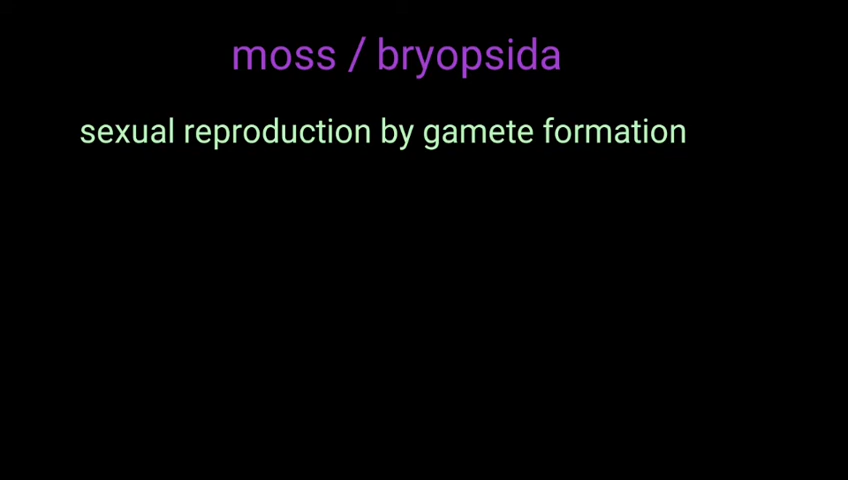 moss / bryopsida
sexual reproduction by gamete formation